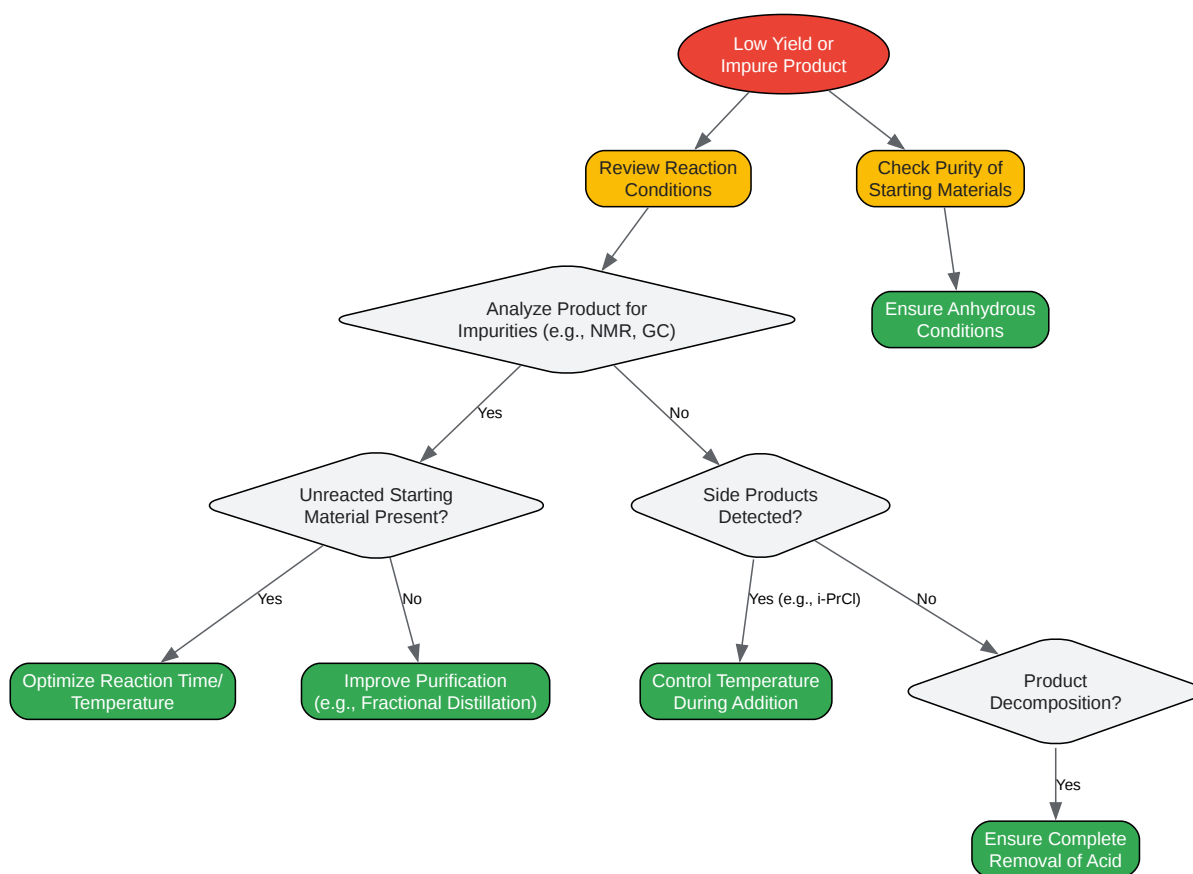 Low Yield or
Impure Product
Review Reaction
Conditions
Check Purity of
Starting Materials
Analyze Product for
Impurities (e.g., NMR, GC)
Ensure Anhydrous
Conditions
Yes
No
Unreacted Starting
Material Present?
Side Products
Detected?
Yes
No
Yes (e.g., i-PrCl)
No
Optimize Reaction Time/
Temperature
Improve Purification
(e.g., Fractional Distillation)
Control Temperature
During Addition
Product
Decomposition?
Yes
Ensure Complete
Removal of Acid